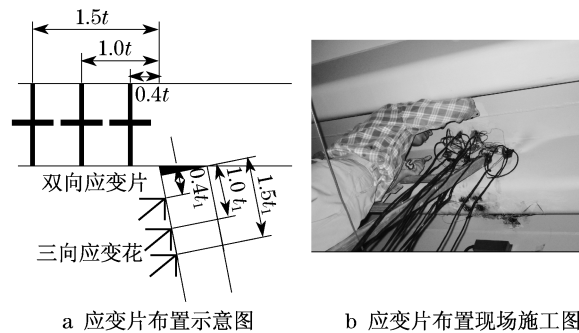 1.5t
1.0t
0.4t
双向应变片
0.4t₁
1.0t₁
1.5t₁
三向应变花
a 应变片布置示意图
b 应变片布置现场施工图